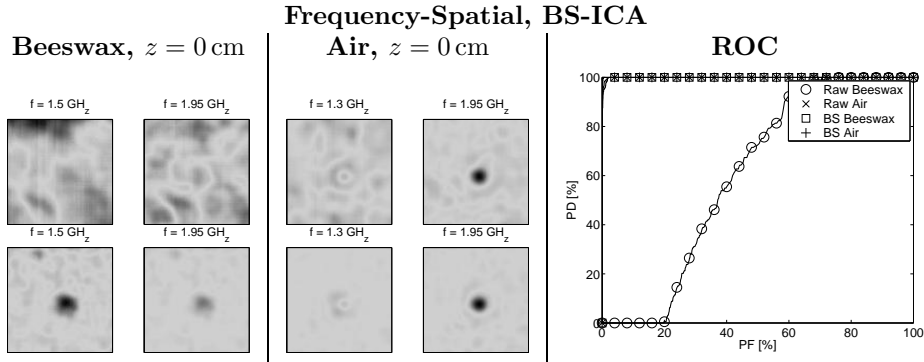 Frequency-Spatial, BS-ICA
Beeswax, z = 0 cm
Air, z = 0 cm
ROC
f = 1.5 GHz
f = 1.95 GHz
f = 1.3 GHz
f = 1.95 GHz
f = 1.5 GHz
f = 1.95 GHz
f = 1.3 GHz
f = 1.95 GHz
PD [%]
100
80
60
40
20
0
0
20
40
60
80
100
PF [%]
Raw Beeswax
Raw Air
BS Beeswax
BS Air